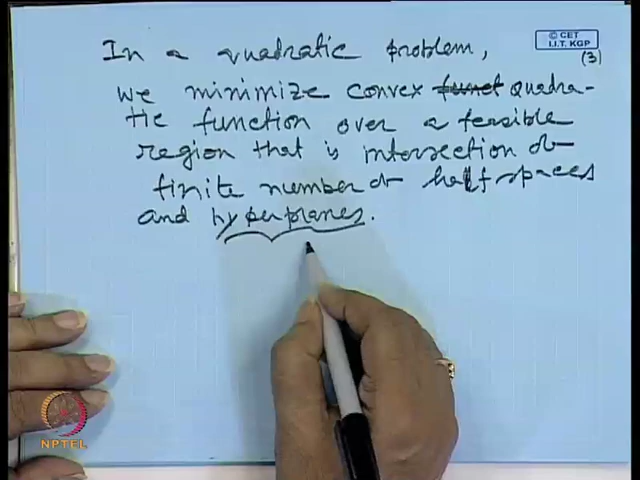 © CET
I.I.T. KGP
In a quadratic problem,
(3)
we minimize convex funct quadra-
tic function over a feasible
region that is intersection of
finite number of half spaces
and hyperplanes.
NPTEL